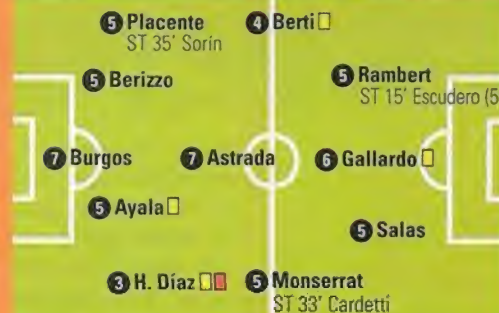 5 Placente
ST 35' Sorin
4 Berti
5 Berizzo
5 Rambert
ST 15' Escudero (5
7 Burgos
7 Astrada
6 Gallardo
5 Ayala
5 Salas
3 H. Díaz
5 Monserrat
ST 33' Cardetti